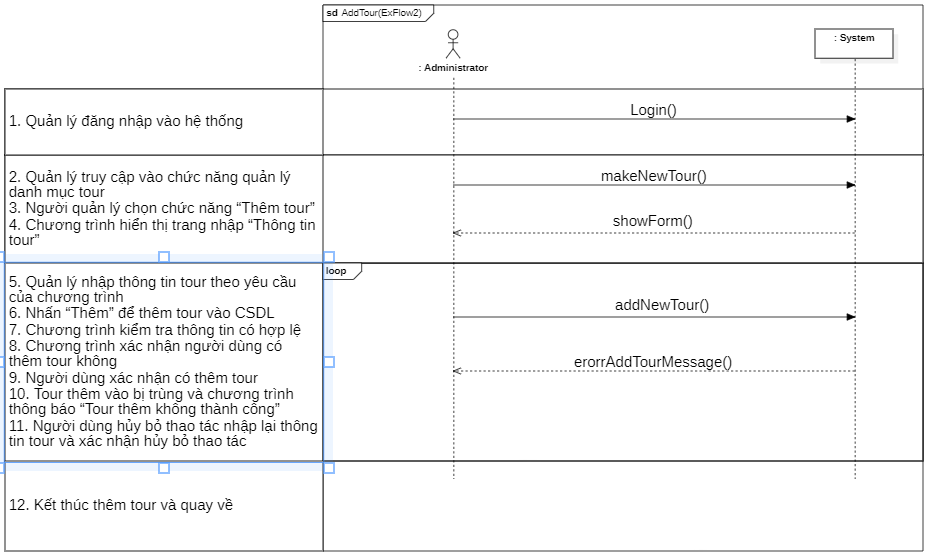 sd AddTour(ExFlow2)
: Administrator
: System
1. Quản lý đăng nhập vào hệ thống
Login()
2. Quản lý truy cập vào chức năng quản lý
danh mục tour
3. Người quản lý chọn chức năng “Thêm tour”
4. Chương trình hiển thị trang nhập “Thông tin
tour”
makeNewTour()
showForm()
loop
5. Quản lý nhập thông tin tour theo yêu cầu
của chương trình
6. Nhấn “Thêm” để thêm tour vào CSDL
7. Chương trình kiểm tra thông tin có hợp lệ
8. Chương trình xác nhận người dùng có
thêm tour không
9. Người dùng xác nhận có thêm tour
10. Tour thêm vào bị trùng và chương trình
thông báo “Tour thêm không thành công”
11. Người dùng hủy bỏ thao tác nhập lại thông
tin tour và xác nhận hủy bỏ thao tác
addNewTour()
erorrAddTourMessage()
12. Kết thúc thêm tour và quay về